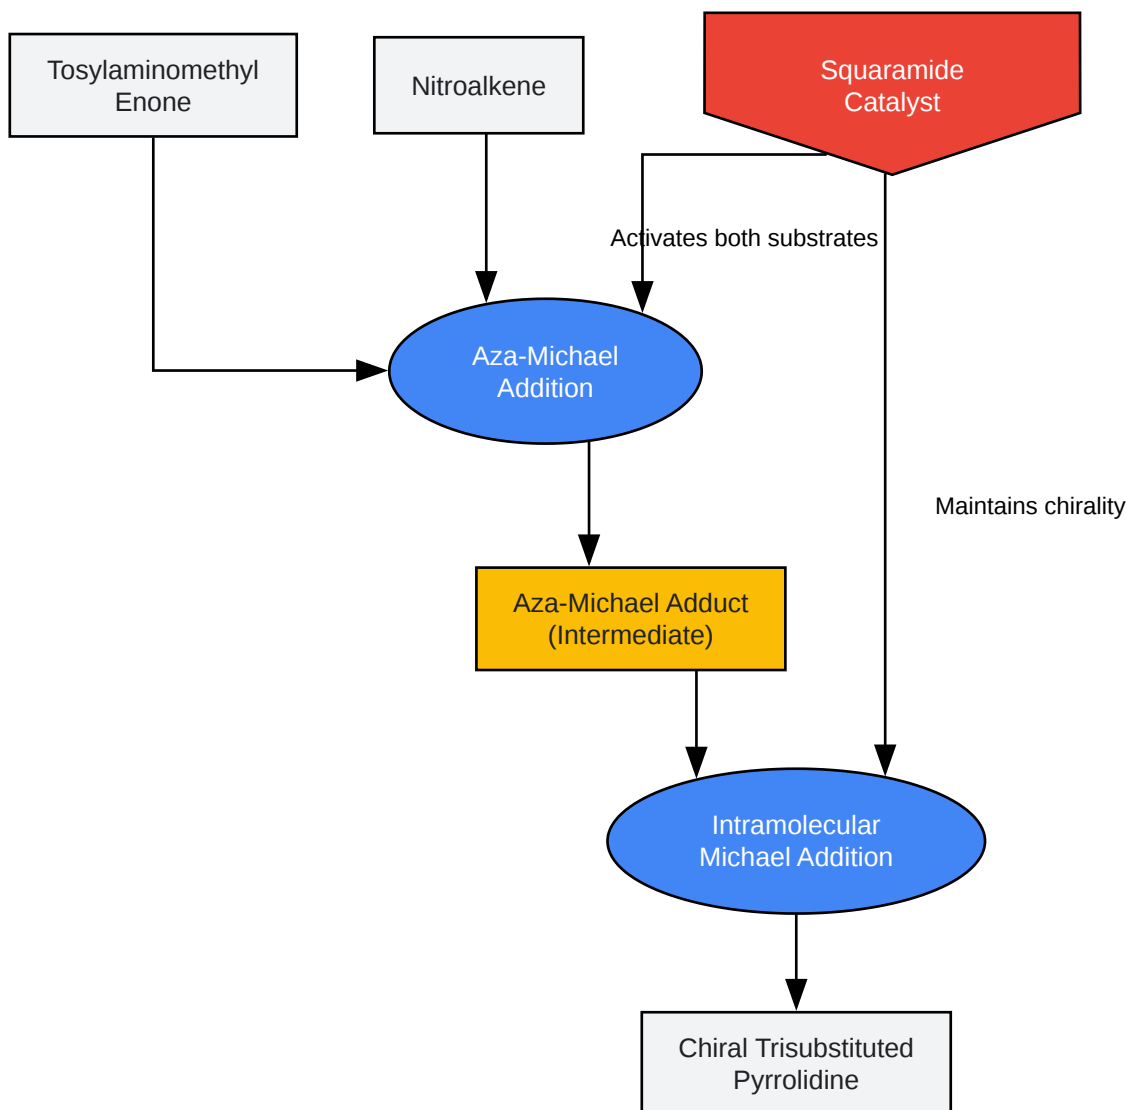 Tosylaminomethyl
Enone
Nitroalkene
Squaramide
Catalyst
Activates both substrates
Aza-Michael
Addition
Maintains chirality
Aza-Michael Adduct
(Intermediate)
Intramolecular
Michael Addition
Chiral Trisubstituted
Pyrrolidine